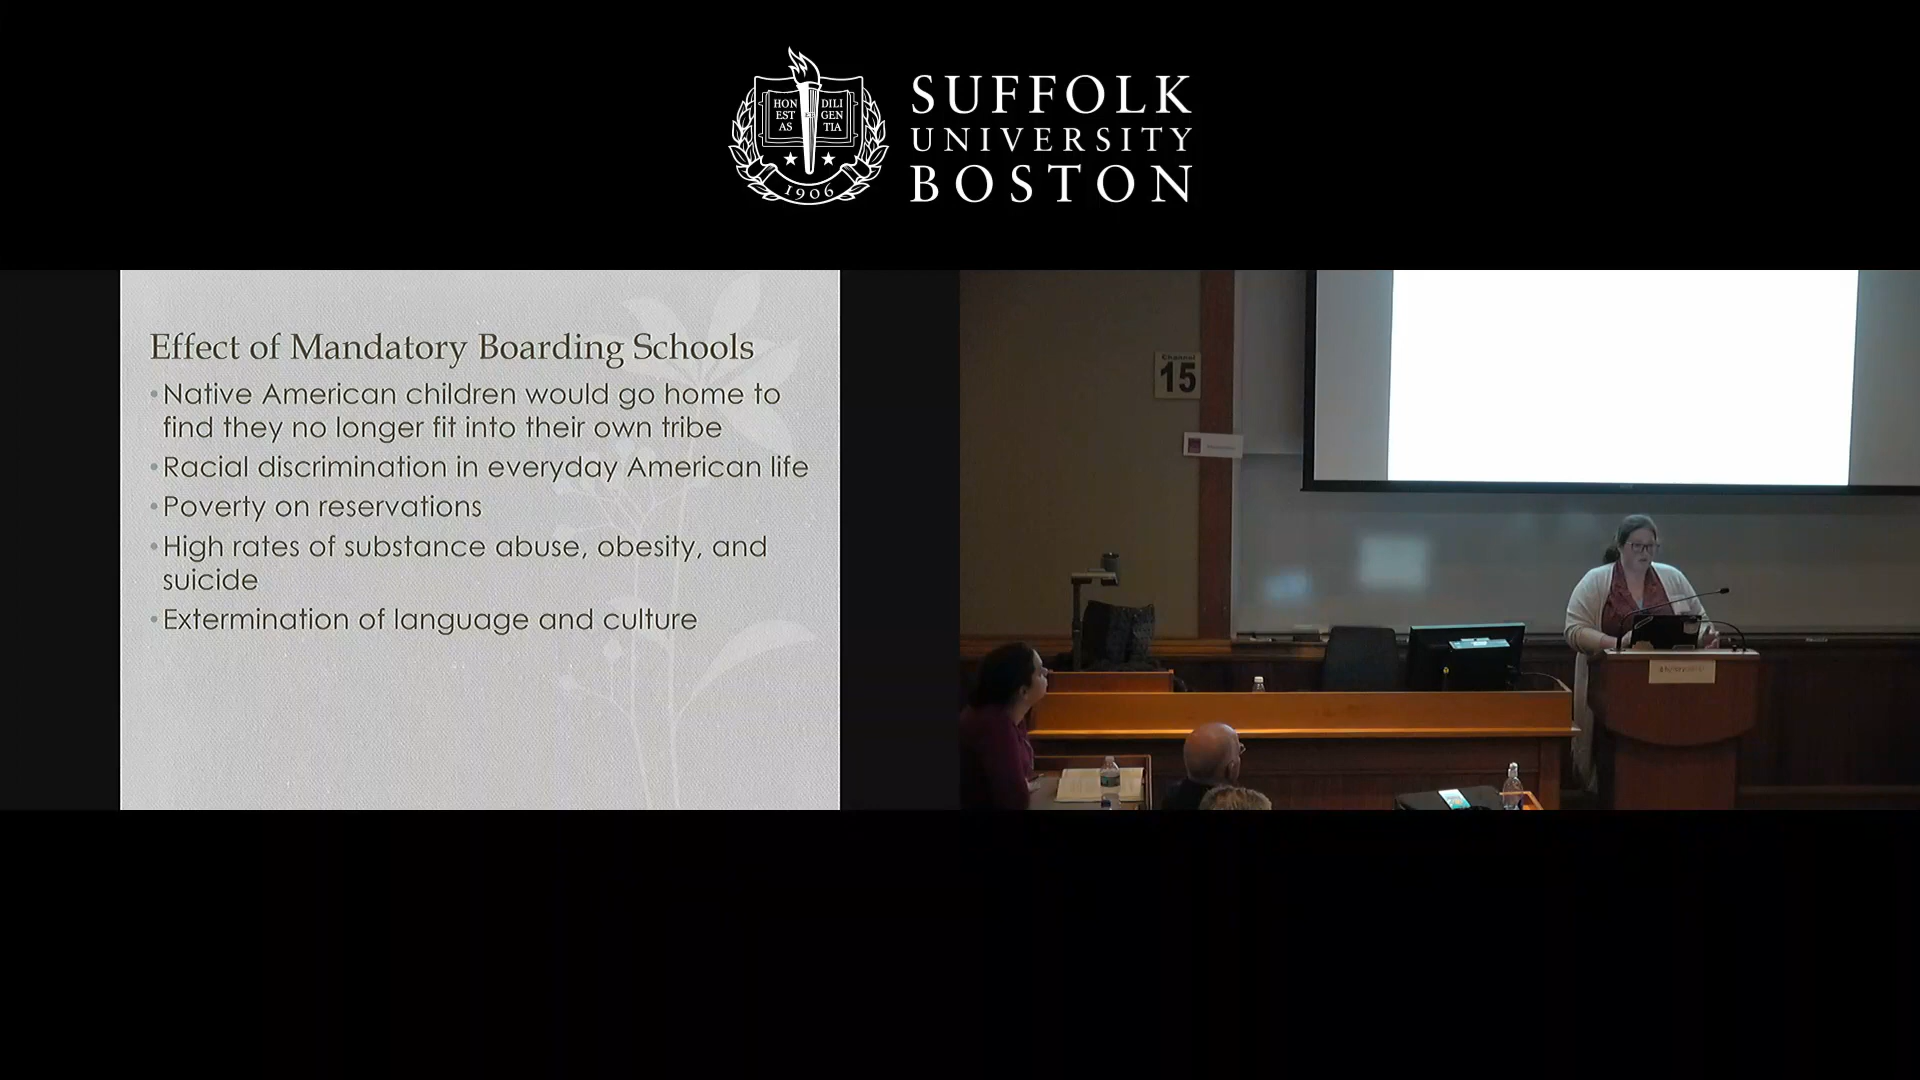 HON DILI
EST ET GEN
AS TIA
1906
SUFFOLK
UNIVERSITY
BOSTON
Effect of Mandatory Boarding Schools
•Native American children would go home to
find they no longer fit into their own tribe
•Racial discrimination in everyday American life
•Poverty on reservations
•High rates of substance abuse, obesity, and
suicide
•Extermination of language and culture
Channel
15